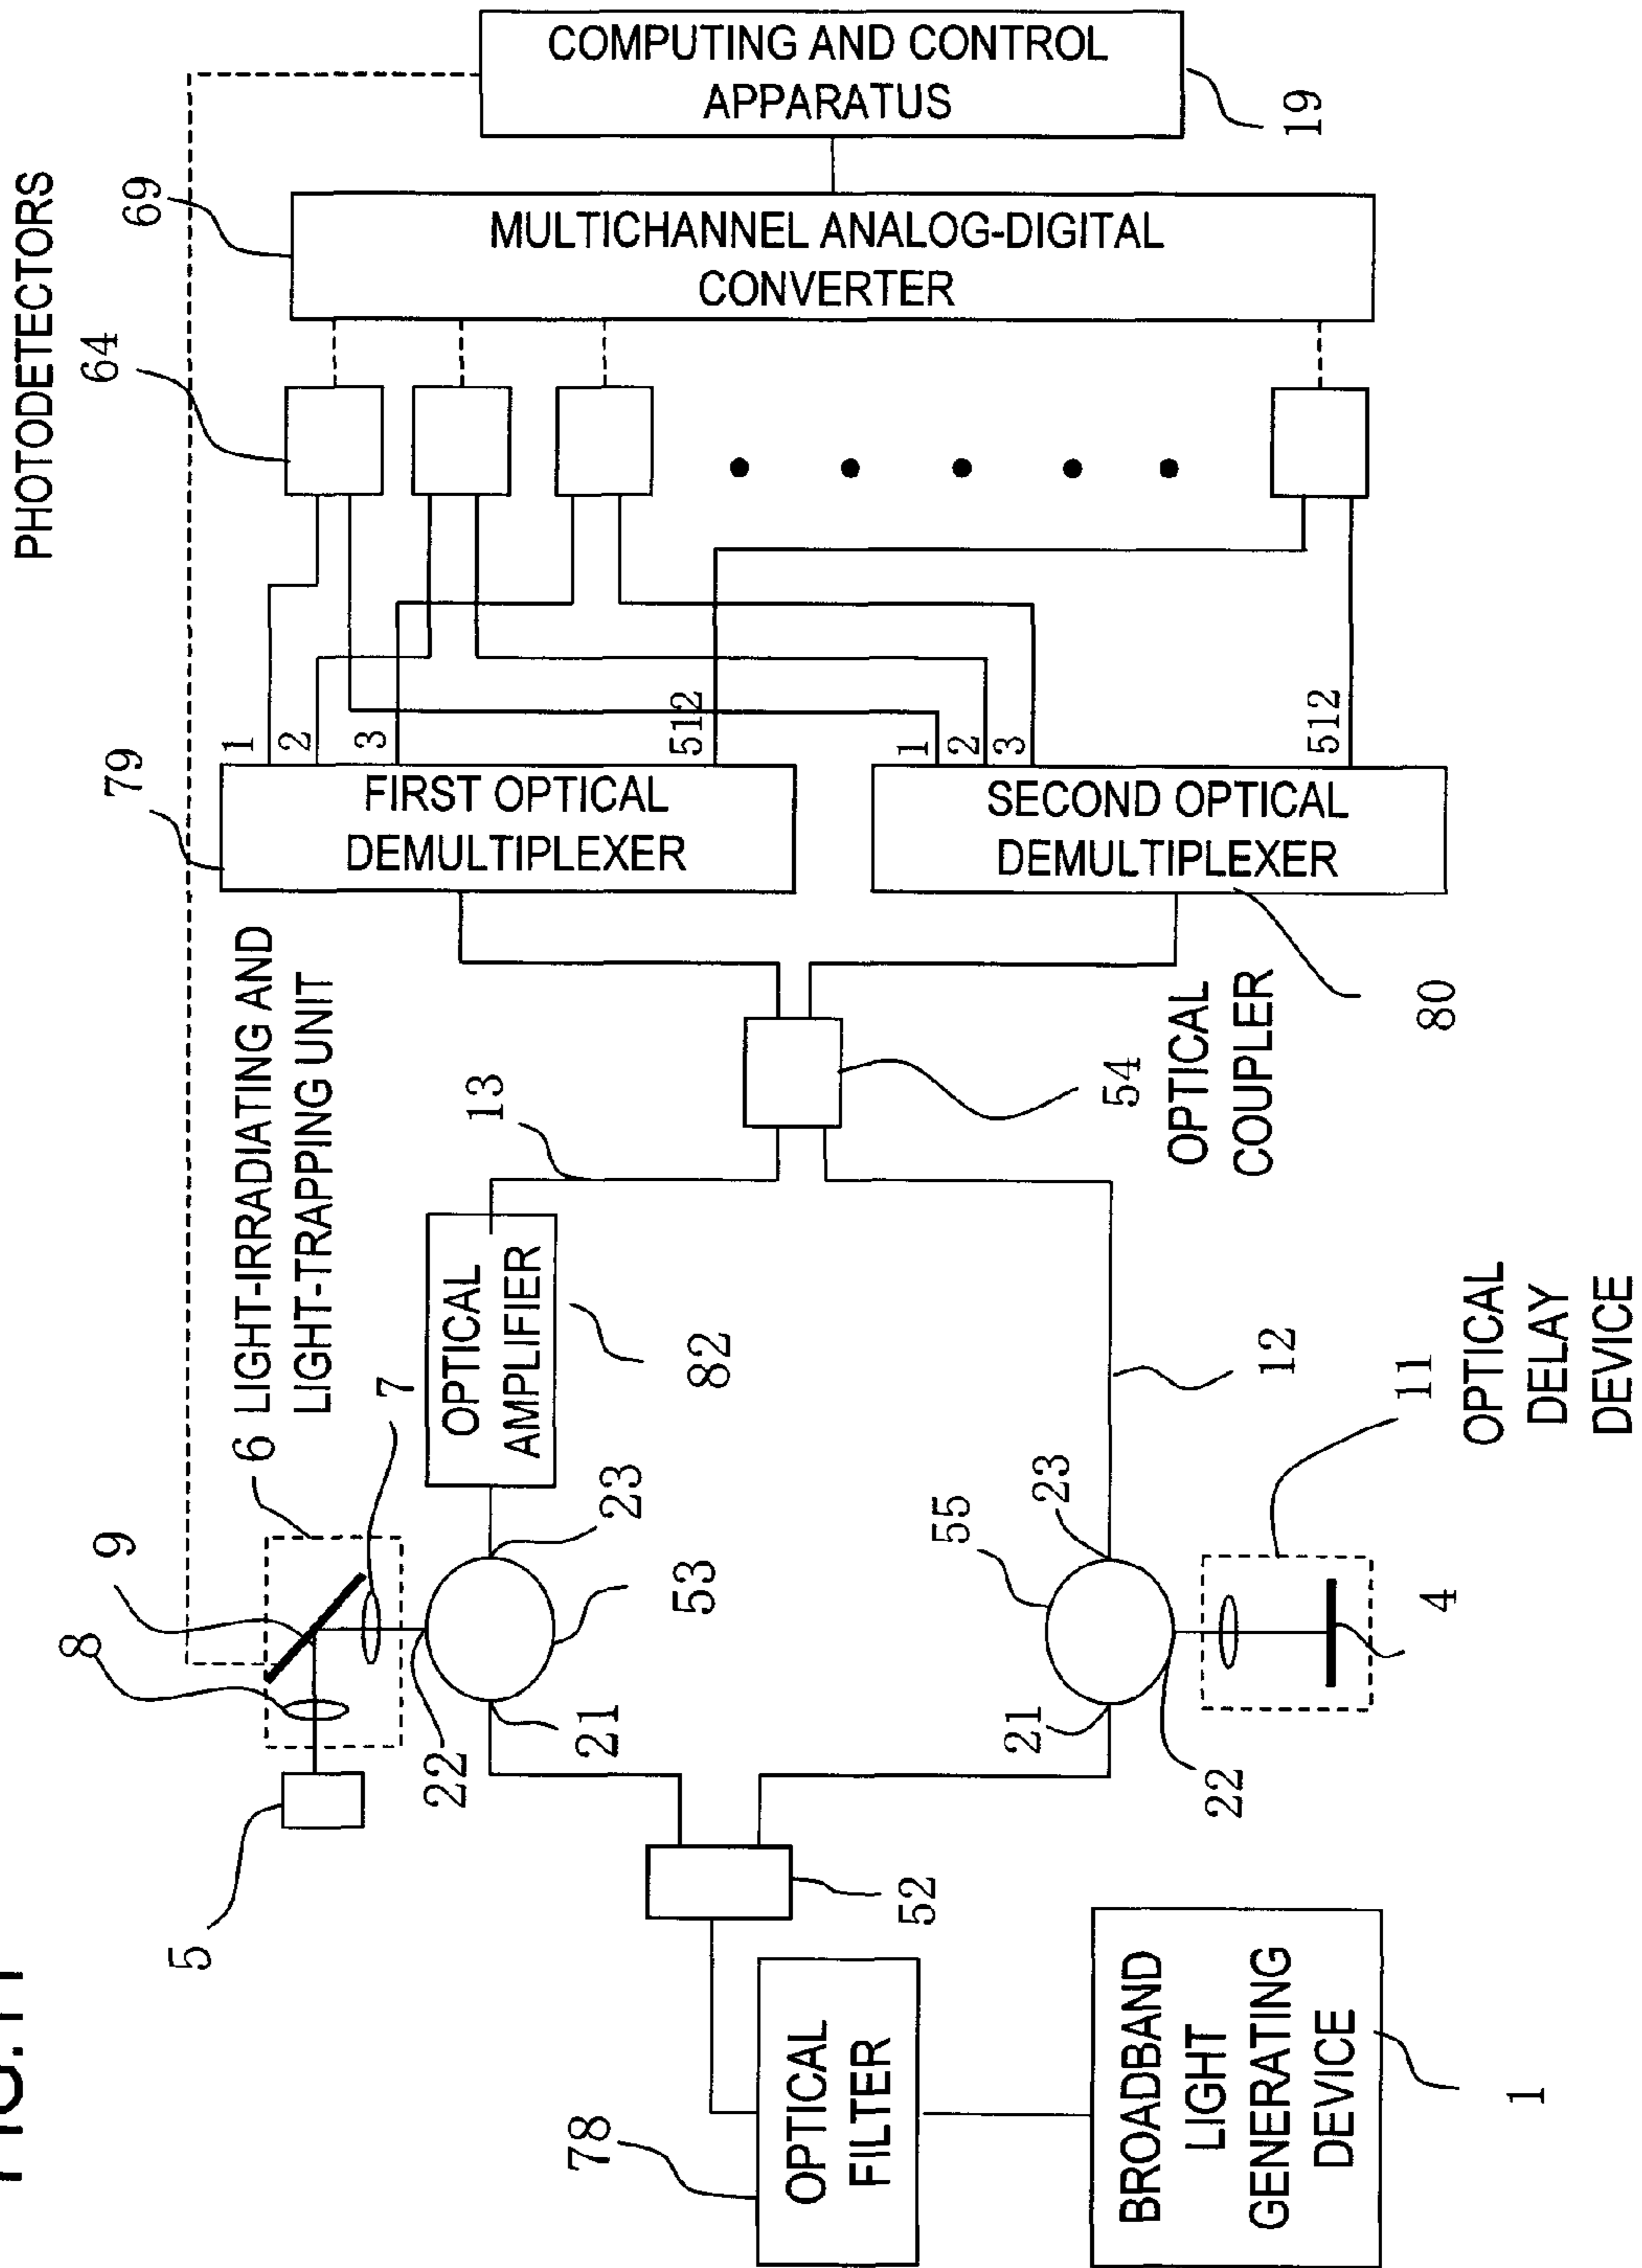 PHOTODETECTORS
64
69
79
9
8
5
6
LIGHT-IRRADIATING AND
LIGHT-TRAPPING UNIT
7
22
21
53
23
OPTICAL
AMPLIFIER
82
13
FIRST OPTICAL
DEMULTIPLEXER
1
2
3
512
MULTICHANNEL ANALOG-DIGITAL
CONVERTER
COMPUTING AND CONTROL
APPARATUS
19
78
OPTICAL
FILTER
52
BROADBAND
LIGHT
GENERATING
DEVICE
1
21
55
23
22
12
11
OPTICAL
DELAY
DEVICE
4
54
OPTICAL
COUPLER
SECOND OPTICAL
DEMULTIPLEXER
80
1
2
3
512